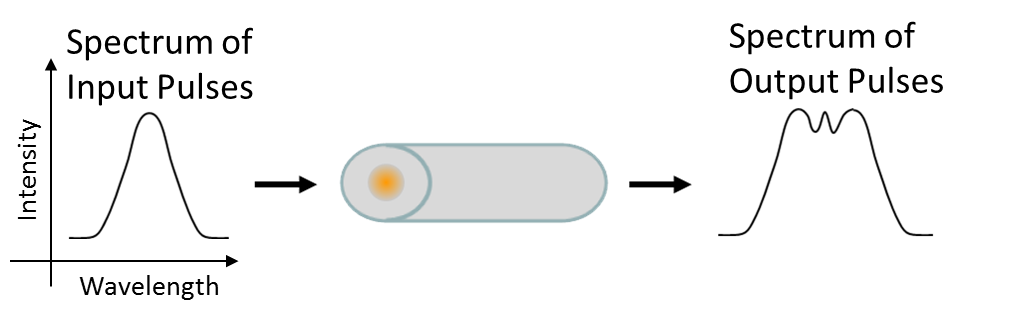 Spectrum of
Input Pulses
Intensity
Wavelength
Spectrum of
Output Pulses